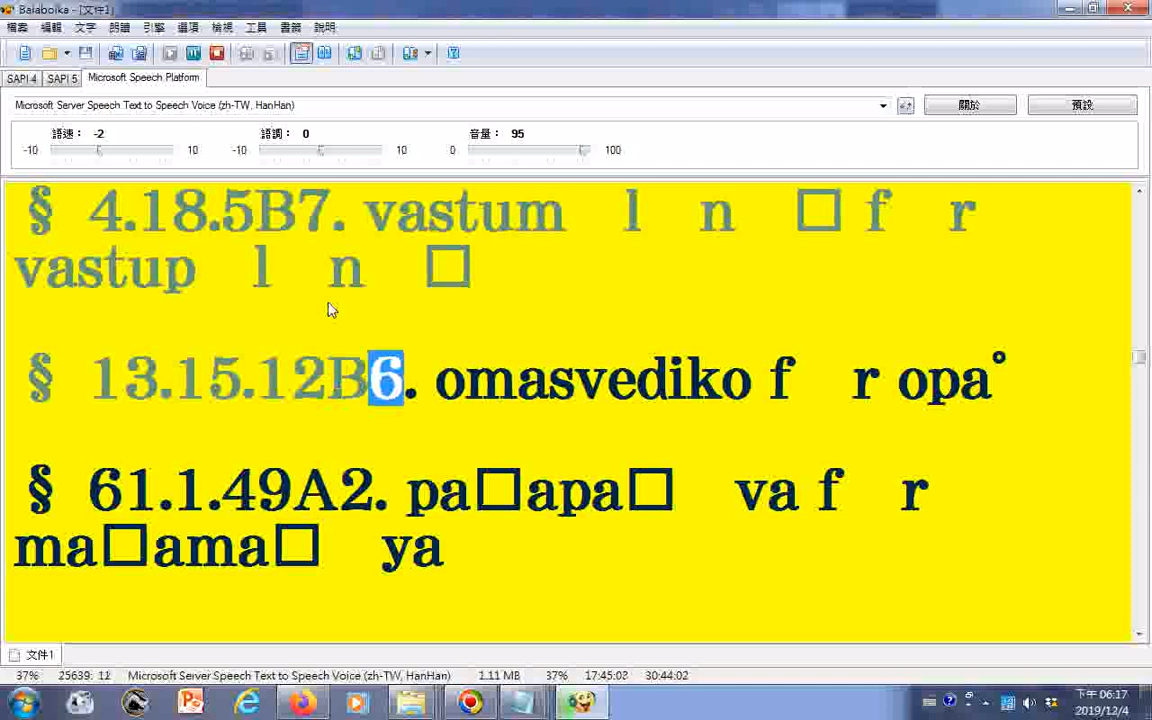 Balabolka - [文件1]
檔案 編輯 文字 朗讀 引擎 選項 檢視 工具 書籤 說明
SAPI 4 SAPI 5 Microsoft Speech Platform
Microsoft Server Speech Text to Speech Voice (zh-TW, HanHan) 關於 預設
語速： -2 語調： 0 音量： 95
-10 10 -10 10 0 100
§ 4.18.5B7. vastum l n □ f r
vastup l n □
§ 13.15.12B6. omasvediko f r opa°
§ 61.1.49A2. pa□apa□ va f r
ma□ama□ ya
文件1
37% 25639: 12 Microsoft Server Speech Text to Speech Voice (zh-TW, HanHan) 1.11 MB 37% 17:45:03 30:44:02
下午 06:17
2019/12/4